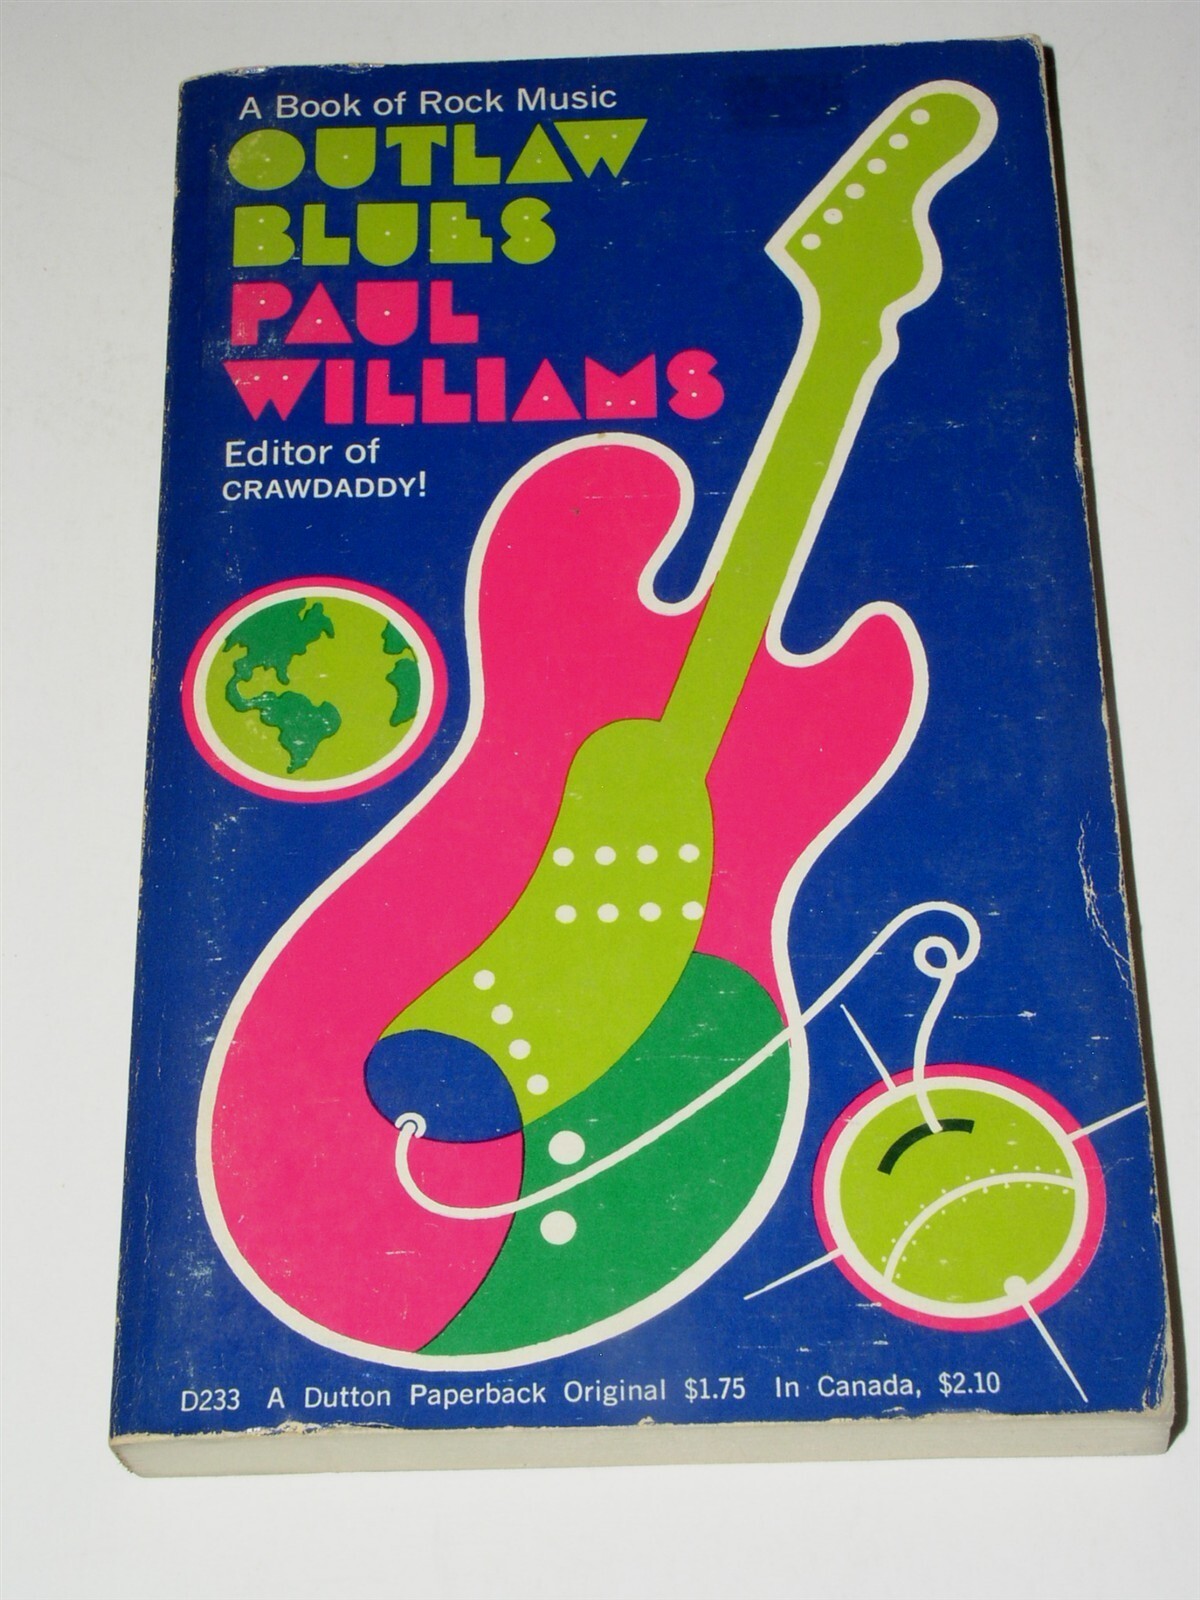 A Book of Rock Music
OUTLAW
BLUES
PAUL
WILLIAMS
Editor of
CRAWDADDY!
D233 A Dutton Paperback Original $1.75 In Canada, $2.10